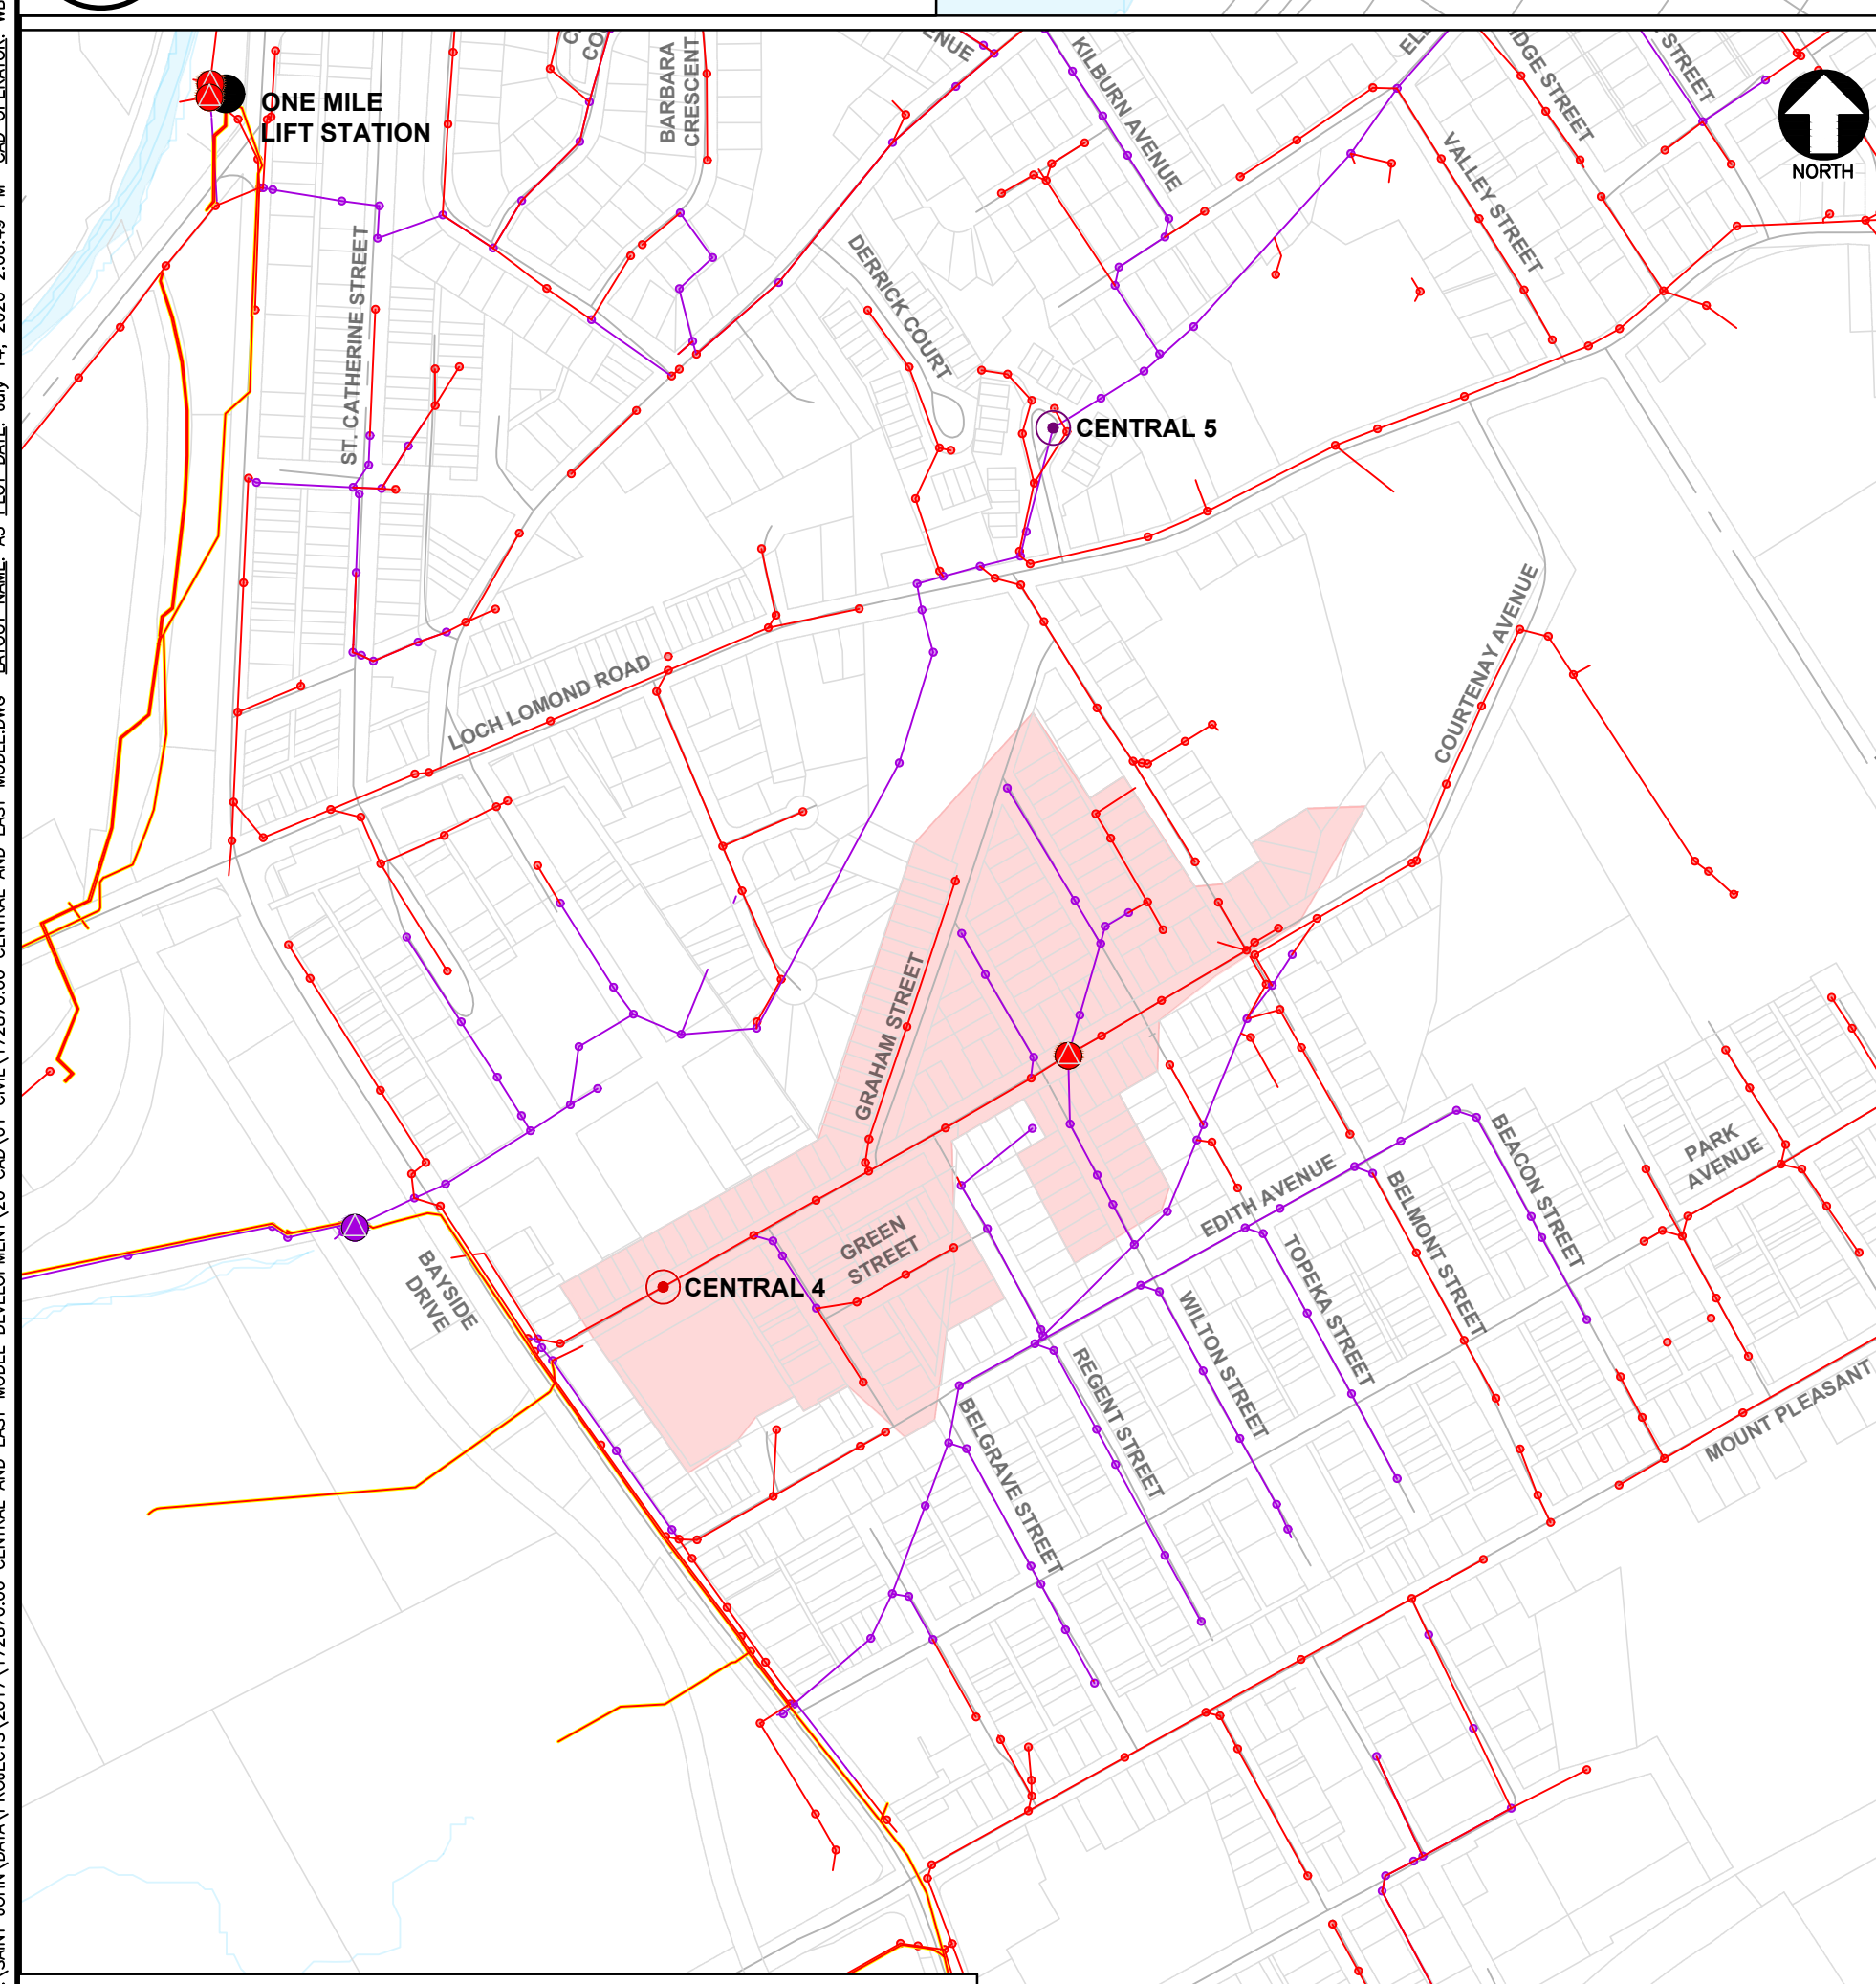 ENUE
KILBURN AVENUE
BARBARA
CRESCENT
STREET
VALLEY STREET
NORTH
ONE MILE
LIFT STATION
ST. CATHERINE STREET
DERRICK COURT
CENTRAL 5
LOCH LOMOND ROAD
COURTENAY AVENUE
GRAHAM STREET
GREEN
STREET
CENTRAL 4
BAYSIDE
DRIVE
EDITH AVENUE
BEACON STREET
PARK
AVENUE
BELMONT STREET
TOPEKA STREET
WILTON STREET
REGENT STREET
BELGRAVE STREET
MOUNT PLEASANT